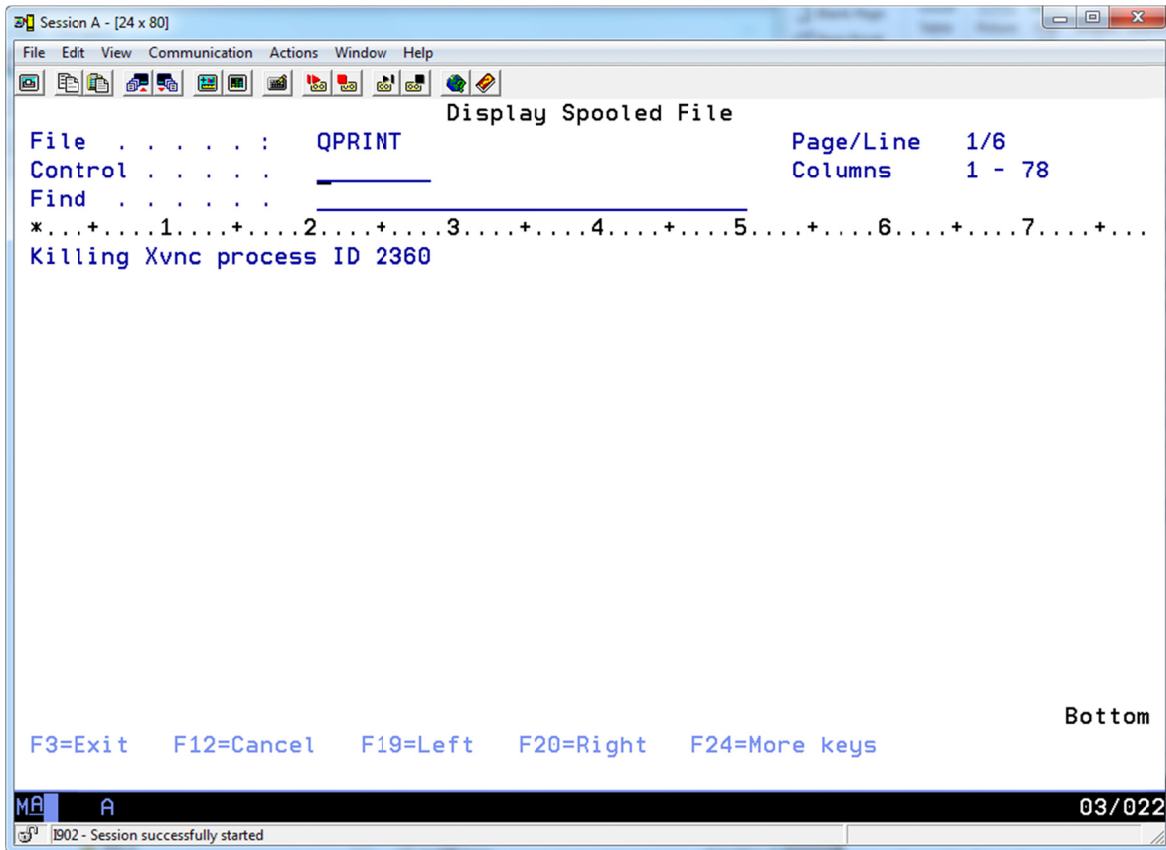 Session A - [24 x 80]
File Edit View Communication Actions Window Help
Display Spooled File
File . . . . . : QPRINT Page/Line 1/6
Control . . . . . Columns 1 - 78
Find . . . . . .
*...+....1....+....2....+....3....+....4....+....5....+....6....+....7....+...
Killing Xvnc process ID 2360
Bottom
F3=Exit F12=Cancel F19=Left F20=Right F24=More keys
MA A 03/022
I902 - Session successfully started